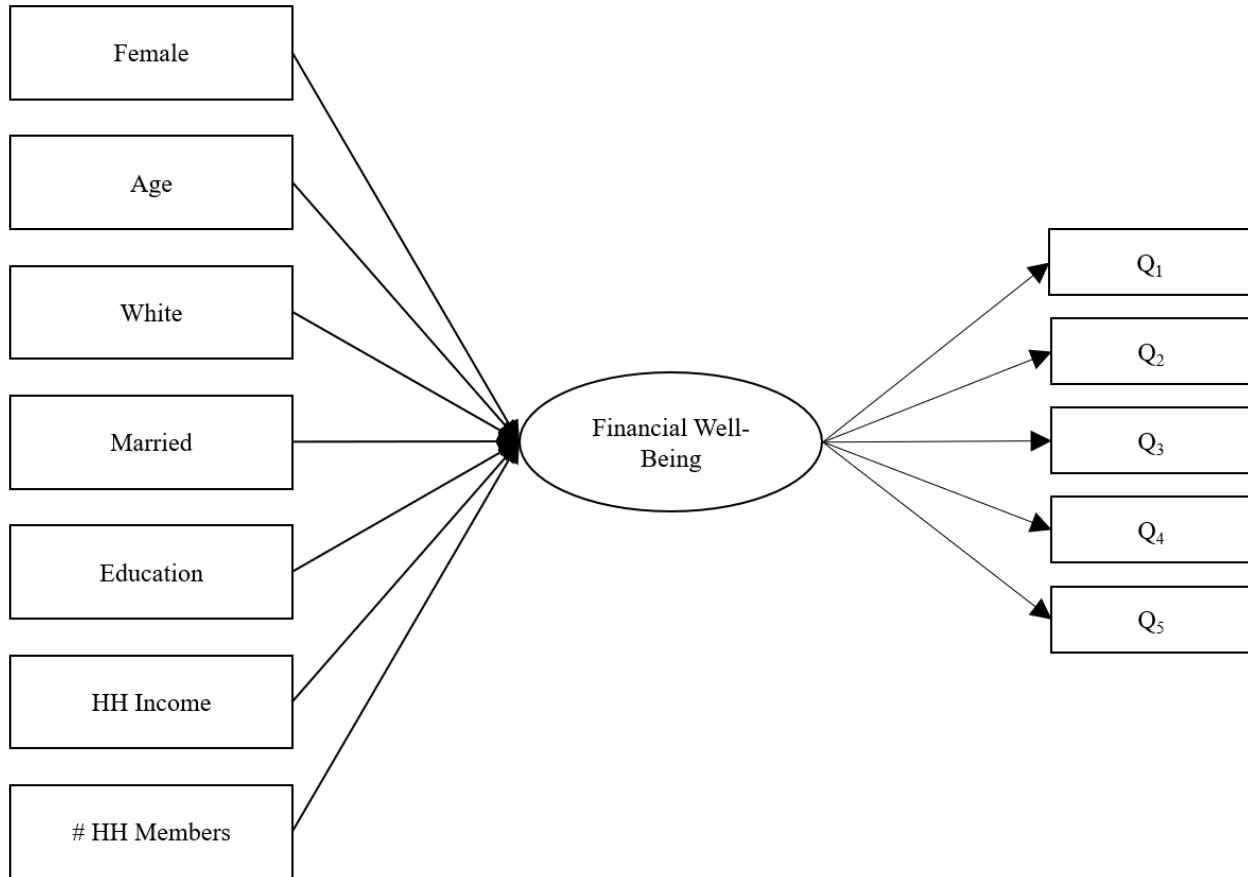 Female
Age
White
Married
Education
HH Income
# HH Members
Financial Well-
Being
Q₁
Q₂
Q₃
Q₄
Q₅